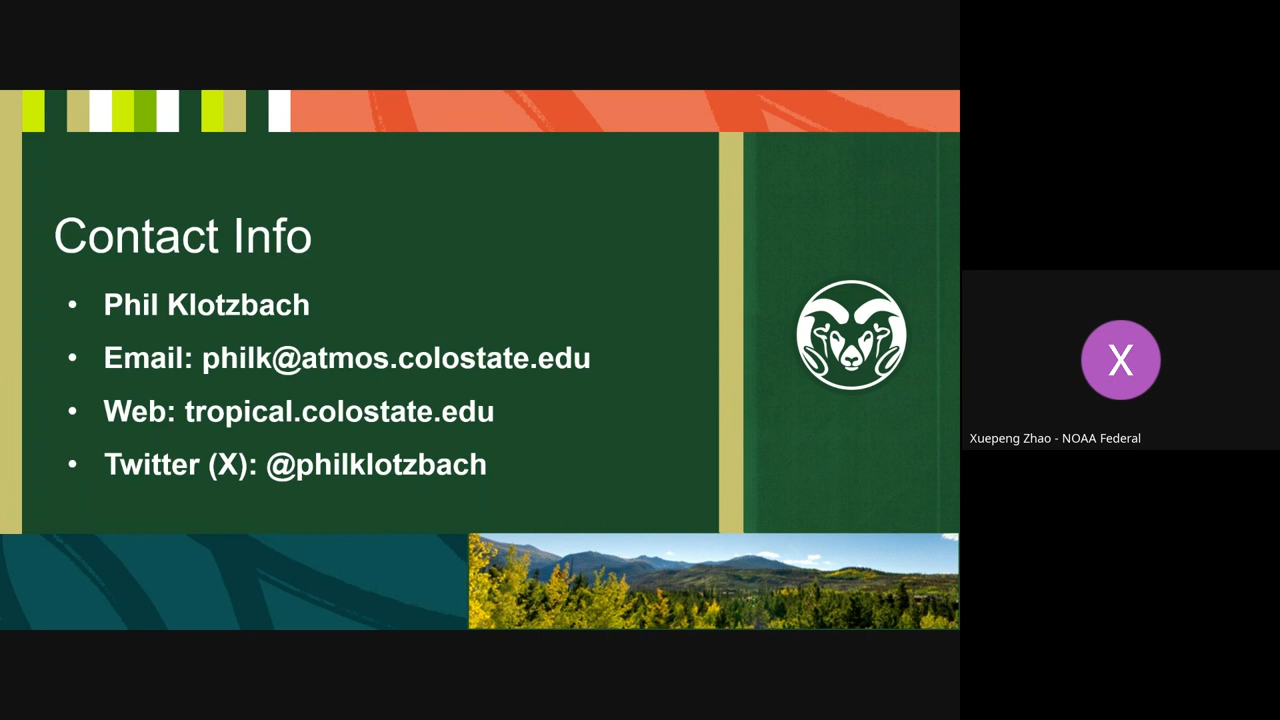 Contact Info
• Phil Klotzbach
• Email: philk@atmos.colostate.edu
• Web: tropical.colostate.edu
• Twitter (X): @philklotzbach
X
Xuepeng Zhao - NOAA Federal